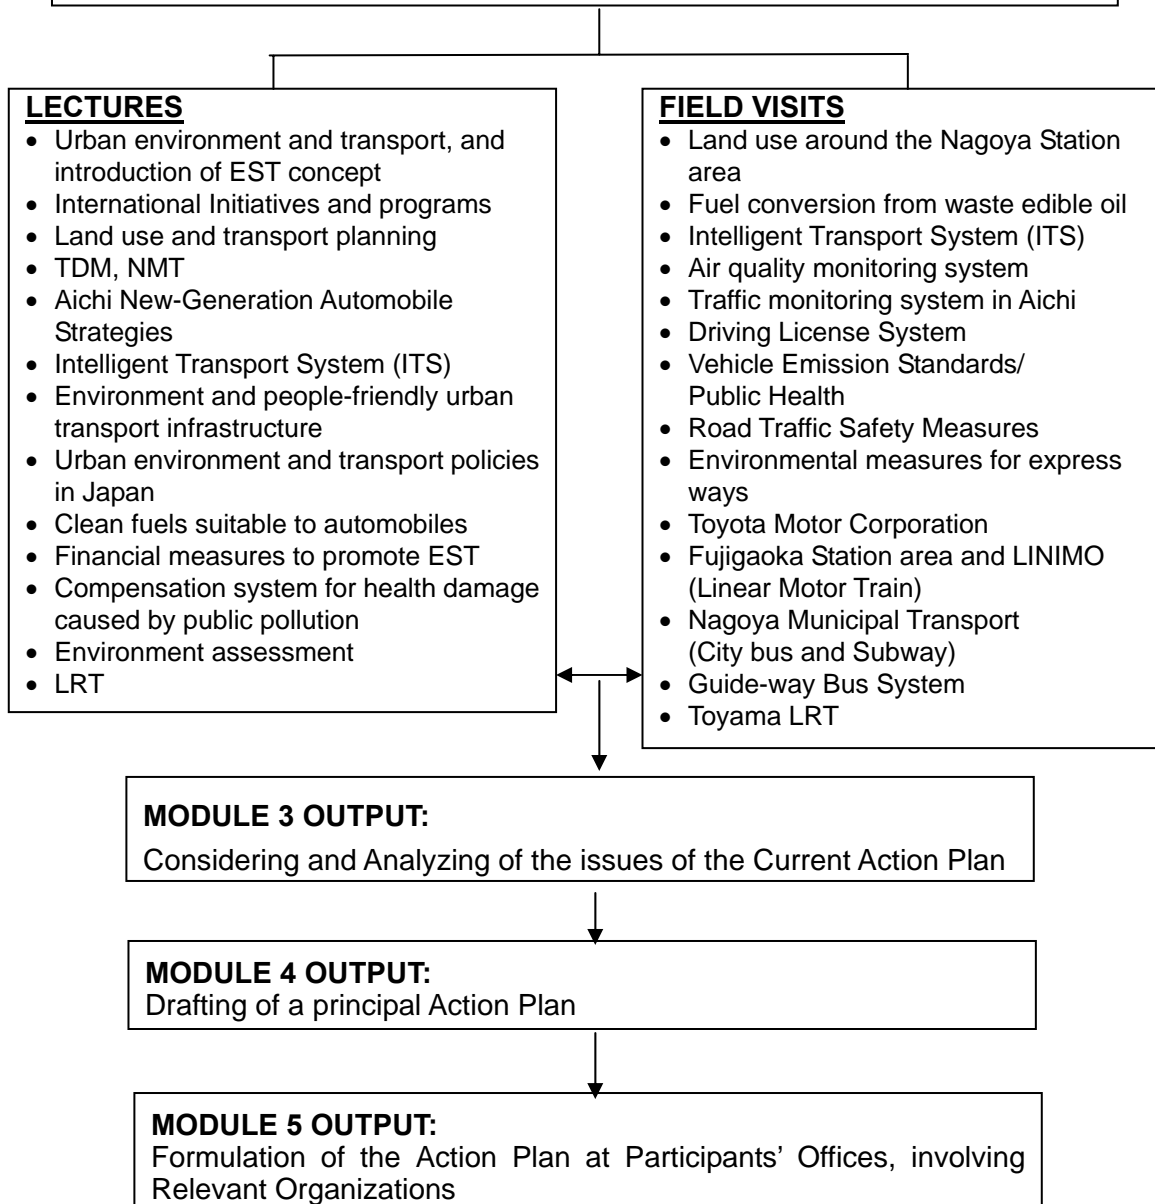 LECTURES
• Urban environment and transport, and
introduction of EST concept
• International Initiatives and programs
• Land use and transport planning
• TDM, NMT
• Aichi New-Generation Automobile
Strategies
• Intelligent Transport System (ITS)
• Environment and people-friendly urban
transport infrastructure
• Urban environment and transport policies
in Japan
• Clean fuels suitable to automobiles
• Financial measures to promote EST
• Compensation system for health damage
caused by public pollution
• Environment assessment
• LRT
FIELD VISITS
• Land use around the Nagoya Station
area
• Fuel conversion from waste edible oil
• Intelligent Transport System (ITS)
• Air quality monitoring system
• Traffic monitoring system in Aichi
• Driving License System
• Vehicle Emission Standards/
Public Health
• Road Traffic Safety Measures
• Environmental measures for express
ways
• Toyota Motor Corporation
• Fujigaoka Station area and LINIMO
(Linear Motor Train)
• Nagoya Municipal Transport
(City bus and Subway)
• Guide-way Bus System
• Toyama LRT
MODULE 3 OUTPUT:
Considering and Analyzing of the issues of the Current Action Plan
MODULE 4 OUTPUT:
Drafting of a principal Action Plan
MODULE 5 OUTPUT:
Formulation of the Action Plan at Participants' Offices, involving
Relevant Organizations